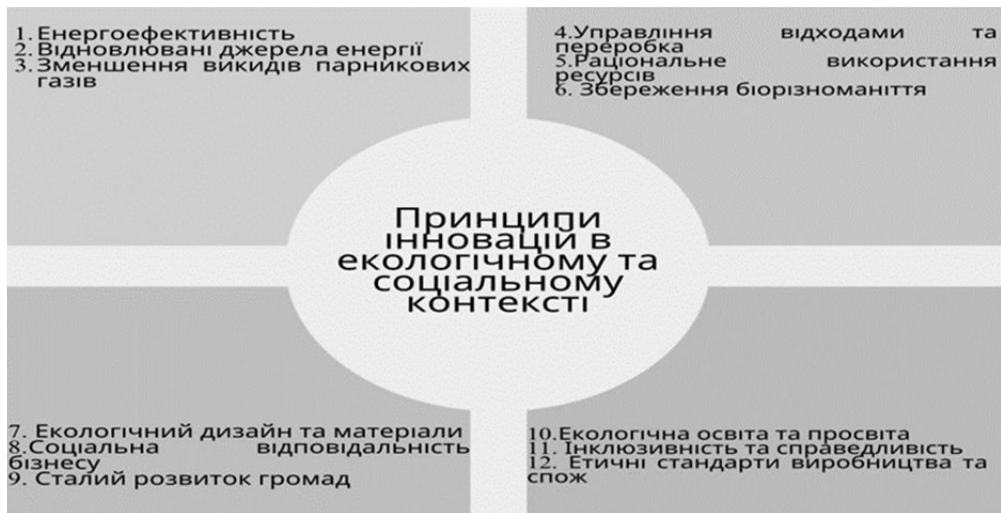 1. Енергоефективність
2. Відновлювані джерела енергії
3. Зменшення викидів парникових
газів
4.Управління відходами та
переробка
5.Раціональне використання
ресурсів
6. Збереження біорізноманіття
Принципи
інновацій в
екологічному та
соціальному
контексті
7. Екологічний дизайн та матеріали
8.Соціальна відповідальність
бізнесу
9. Сталий розвиток громад
10.Екологічна освіта та просвіта
11. Інклюзивність та справедливість
12. Етичні стандарти виробництва та
спож